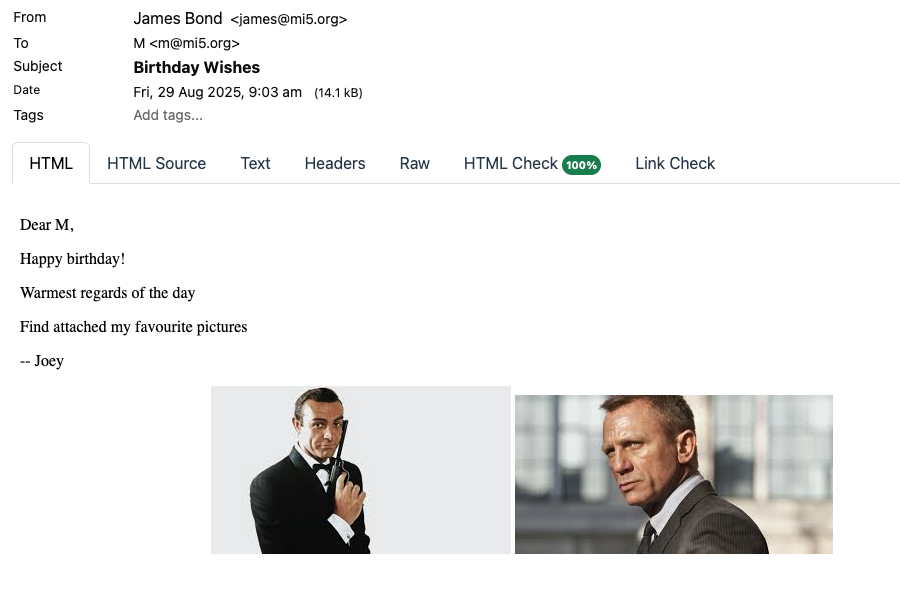 From James Bond <james@mi5.org>
To M <m@mi5.org>
Subject Birthday Wishes
Date Fri, 29 Aug 2025, 9:03 am (14.1 kB)
Tags Add tags...
HTML HTML Source Text Headers Raw HTML Check 100% Link Check
Dear M,
Happy birthday!
Warmest regards of the day
Find attached my favourite pictures
-- Joey